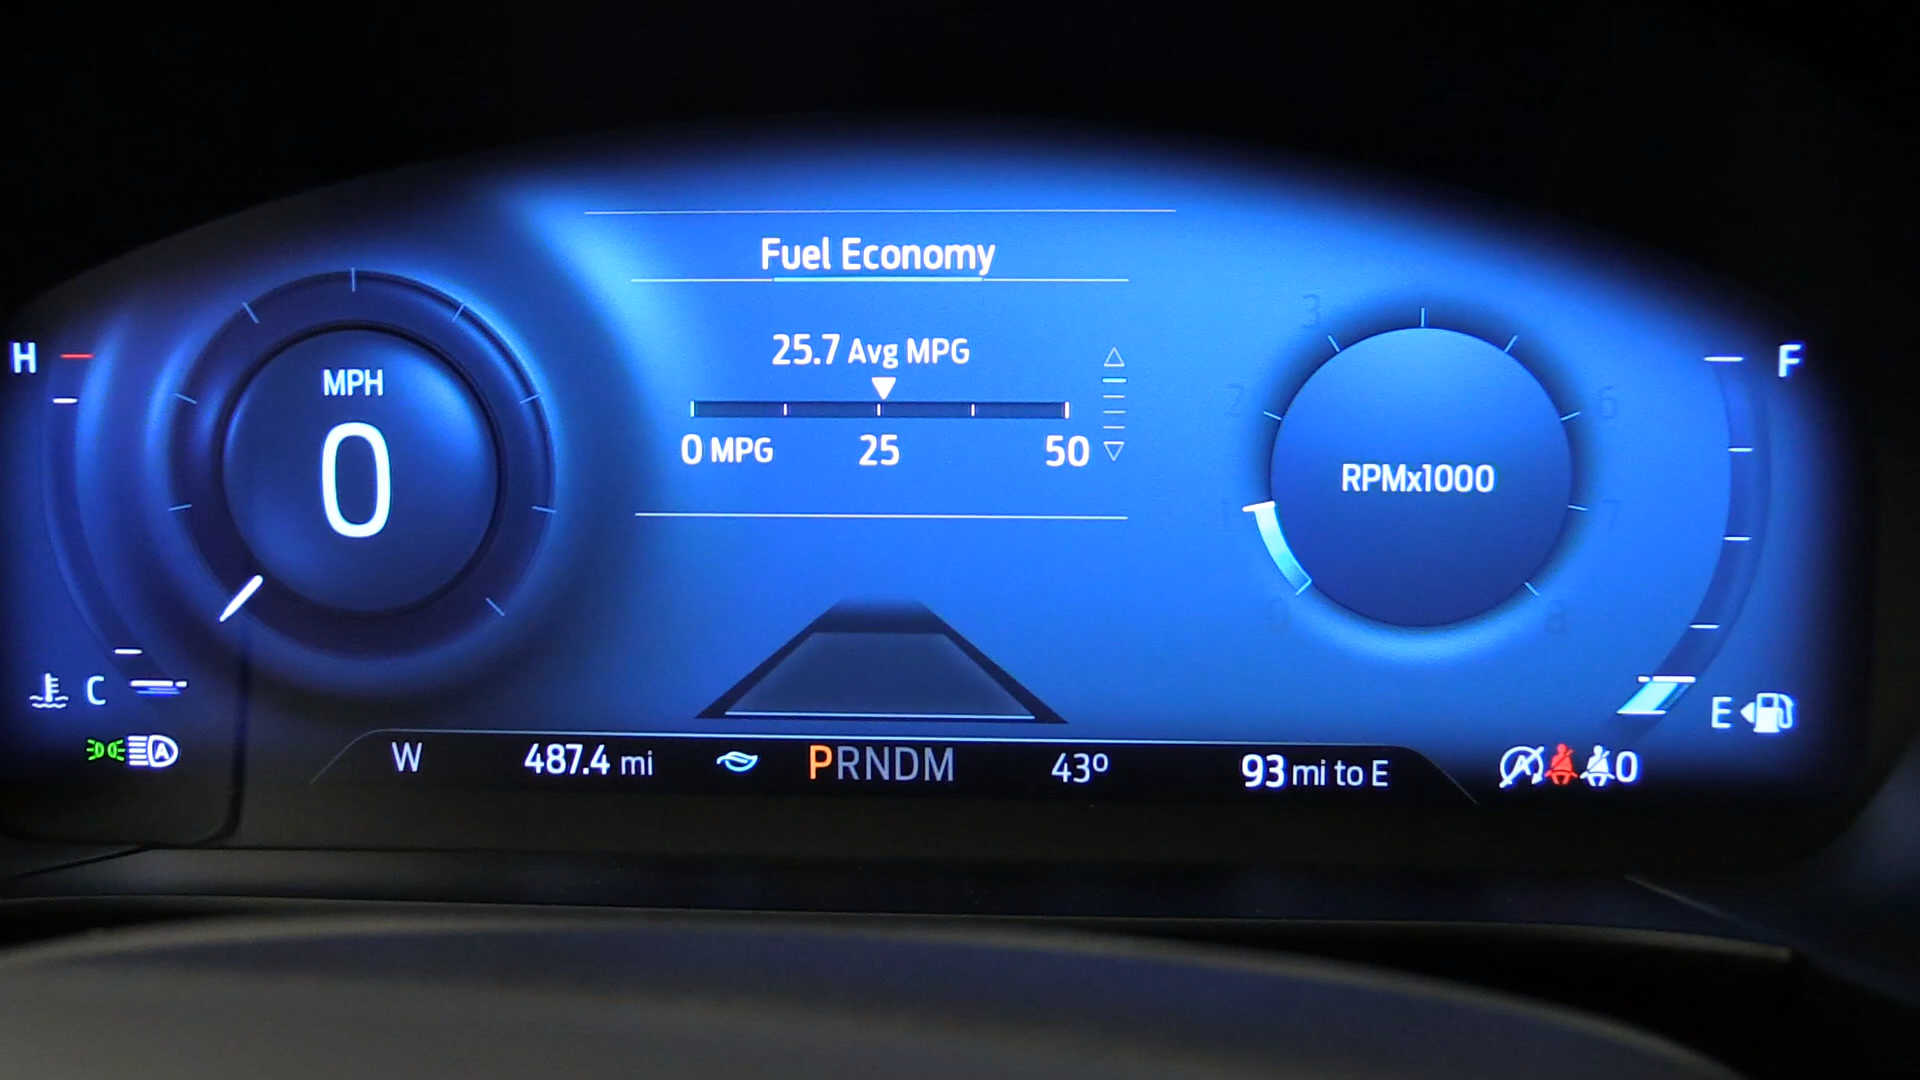 Fuel Economy
25.7 Avg MPG
0 MPG 25 50
H
MPH
0
C
3
2
1
6
7
8
RPMx1000
F
E
A
W 487.4 mi PRNDM 43º 93 mi to E
A 0